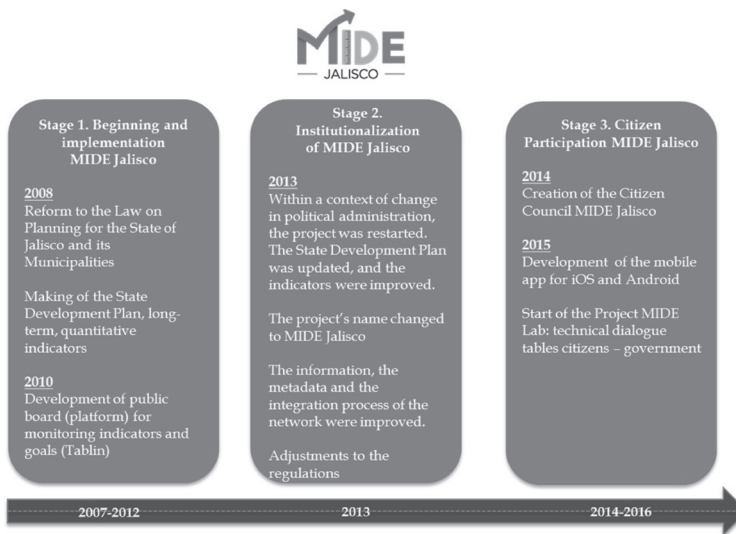 MIDE
JALISCO
Stage 1. Beginning and
implementation
MIDE Jalisco
2008
Reform to the Law on
Planning for the State of
Jalisco and its
Municipalities
Making of the State
Development Plan, long-
term, quantitative
indicators
2010
Development of public
board (platform) for
monitoring indicators and
goals (Tablin)
Stage 2.
Institutionalization
of MIDE Jalisco
2013
Within a context of change
in political administration,
the project was restarted.
The State Development Plan
was updated, and the
indicators were improved.
The project's name changed
to MIDE Jalisco
The information, the
metadata and the
integration process of the
network were improved.
Adjustments to the
regulations
Stage 3. Citizen
Participation MIDE Jalisco
2014
Creation of the Citizen
Council MIDE Jalisco
2015
Development of the mobile
app for iOS and Android
Start of the Project MIDE
Lab: technical dialogue
tables citizens – government
2007-2012
2013
2014-2016